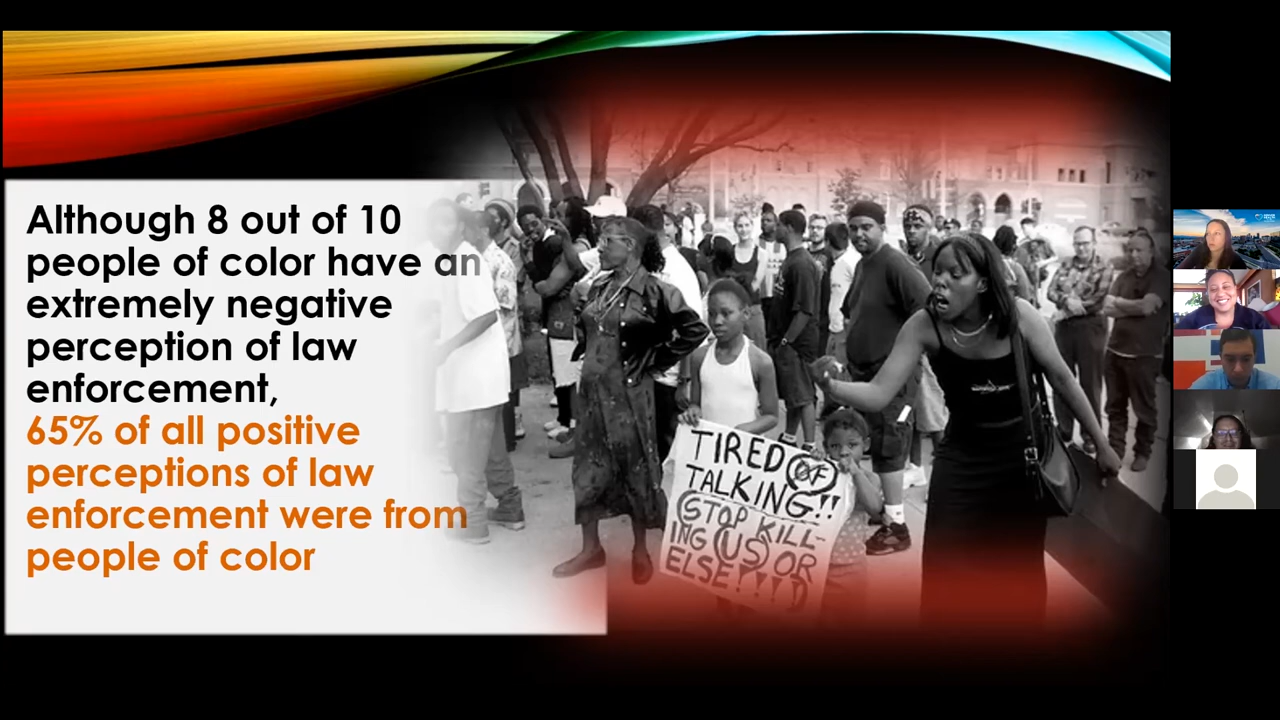 Although 8 out of 10
people of color have an
extremely negative
perception of law
enforcement,
65% of all positive
perceptions of law
enforcement were from
people of color
TIRED OF
TALKING!!
STOP KILL-
ING US OR
ELSE!!!!